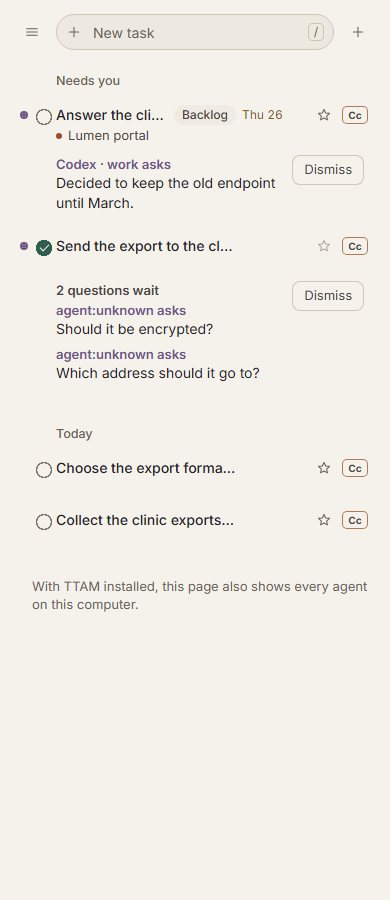 New task /
Needs you
Answer the cli... Backlog Thu 26 Cc
Lumen portal
Codex · work asks
Decided to keep the old endpoint
until March.
Dismiss
Send the export to the cl... Cc
2 questions wait
agent:unknown asks
Should it be encrypted?
Dismiss
agent:unknown asks
Which address should it go to?
Today
Choose the export forma... Cc
Collect the clinic exports... Cc
With TTAM installed, this page also shows every agent
on this computer.